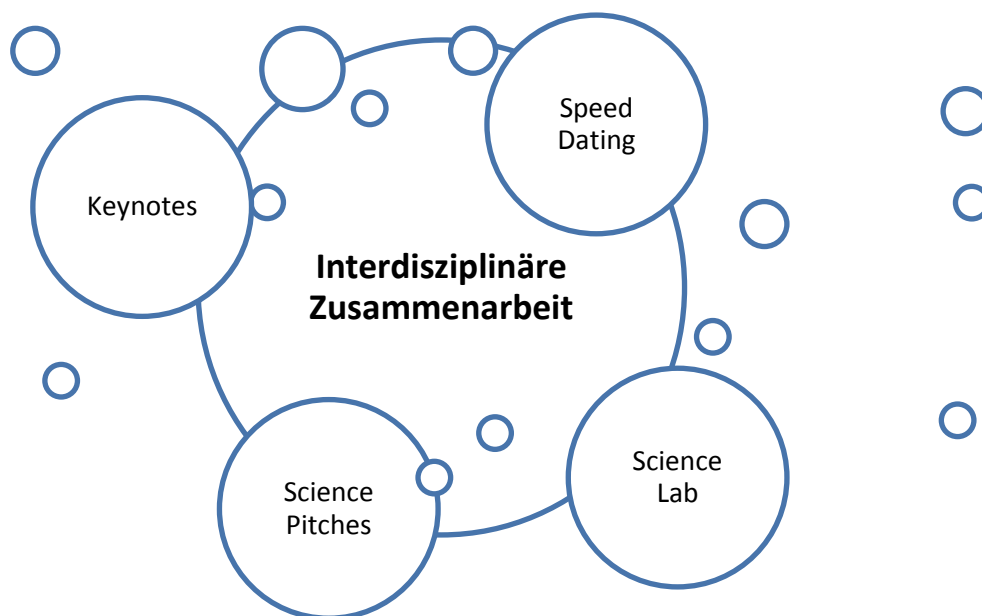 Speed
Dating
Keynotes
Interdisziplinäre
Zusammenarbeit
Science
Lab
Science
Pitches